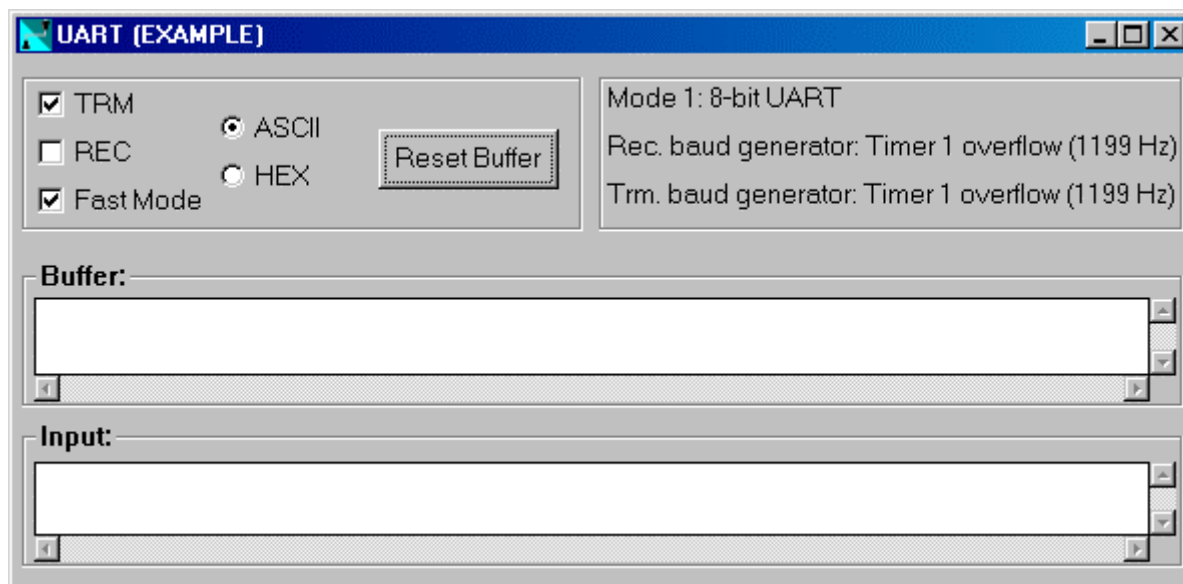 UART (EXAMPLE)
TRM
REC
Fast Mode
ASCII
HEX
Reset Buffer
Mode 1: 8-bit UART
Rec. baud generator: Timer 1 overflow (1199 Hz)
Trm. baud generator: Timer 1 overflow (1199 Hz)
Buffer:
Input: